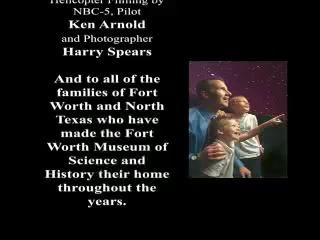 Helicopter Filming by
NBC-5, Pilot
Ken Arnold
and Photographer
Harry Spears
And to all of the
families of Fort
Worth and North
Texas who have
made the Fort
Worth Museum of
Science and
History their home
throughout the
years.